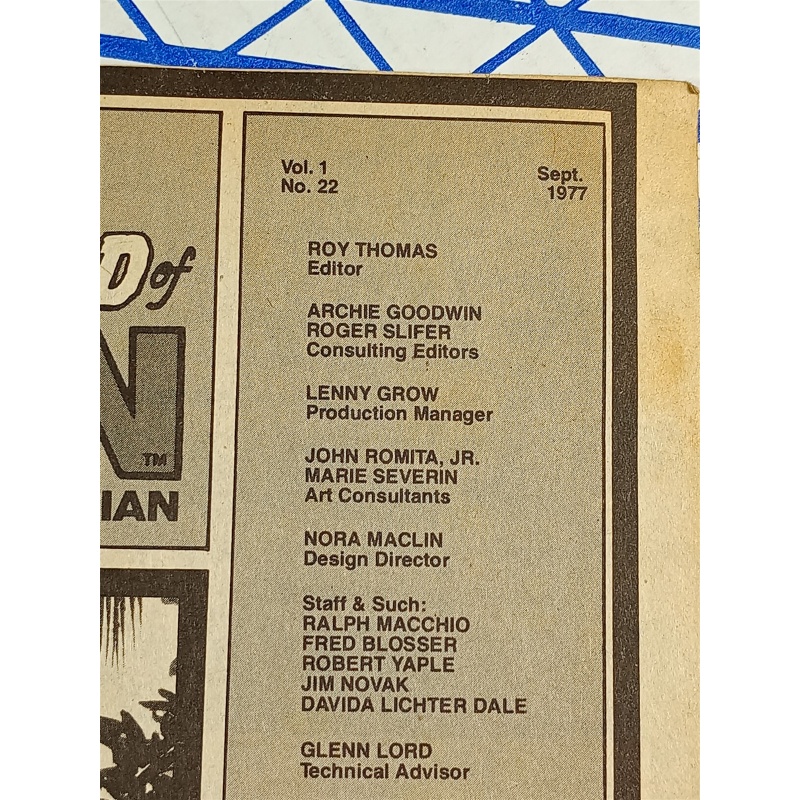 D of
N
TM
IAN
Vol. 1
No. 22
Sept.
1977
ROY THOMAS
Editor
ARCHIE GOODWIN
ROGER SLIFER
Consulting Editors
LENNY GROW
Production Manager
JOHN ROMITA, JR.
MARIE SEVERIN
Art Consultants
NORA MACLIN
Design Director
Staff & Such:
RALPH MACCHIO
FRED BLOSSER
ROBERT YAPLE
JIM NOVAK
DAVIDA LICHTER DALE
GLENN LORD
Technical Advisor